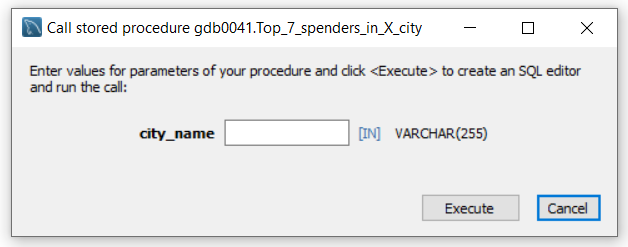 Call stored procedure gdb0041.Top_7_spenders_in_X_city
Enter values for parameters of your procedure and click <Execute> to create an SQL editor
and run the call:
city_name [IN] VARCHAR(255)
Execute Cancel